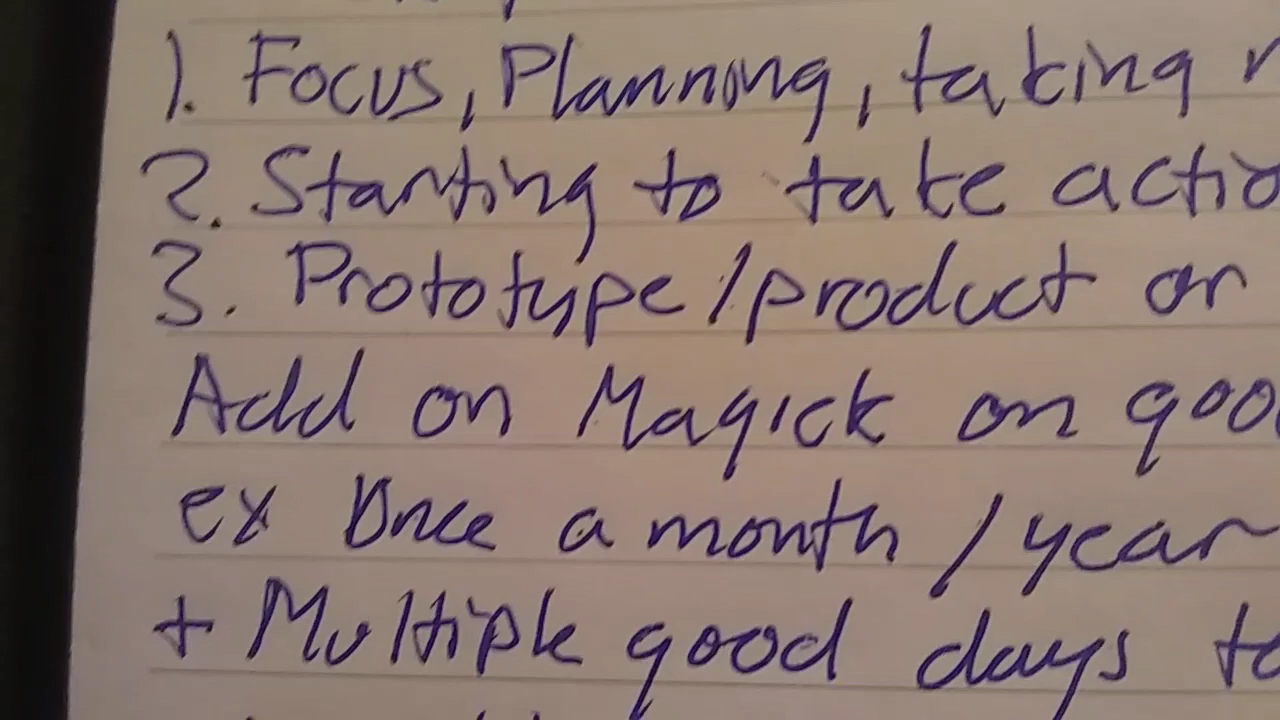 1. Focus, Planning, taking
2. Starting to take actio
3. Prototype/product or
Add on Magick on goo
ex Once a month / year
+ Multiple good days to